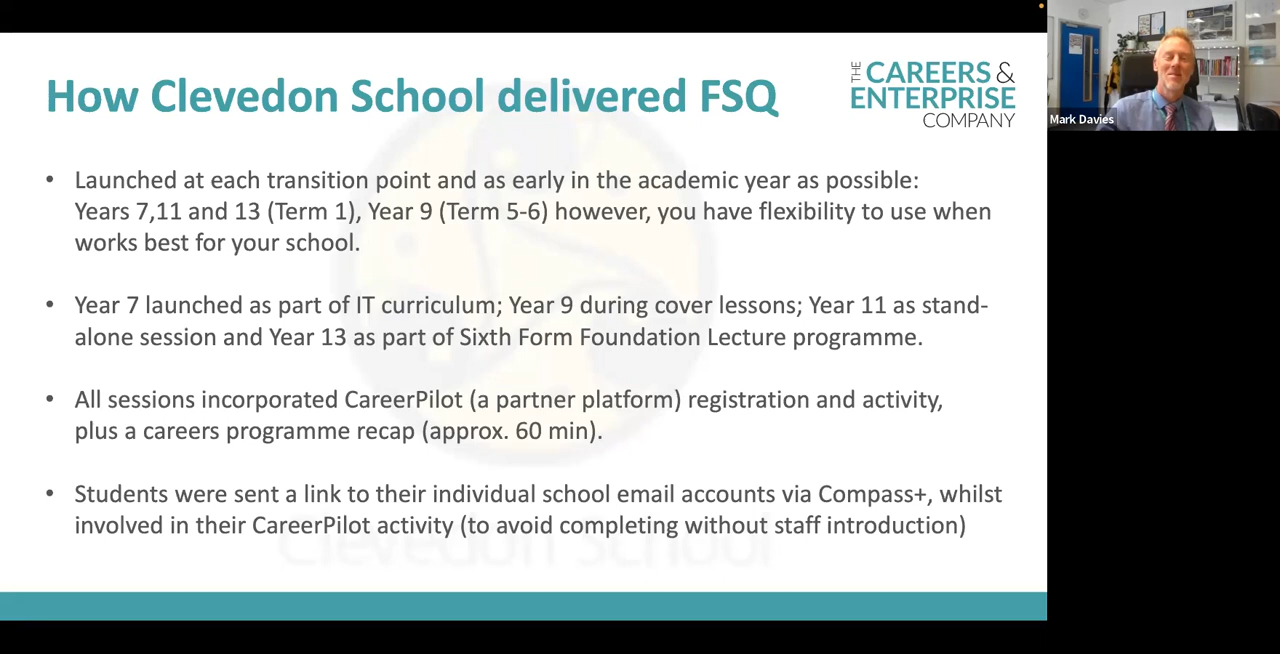 How Clevedon School delivered FSQ
THE CAREERS &
ENTERPRISE
COMPANY
Mark Davies
• Launched at each transition point and as early in the academic year as possible:
Years 7,11 and 13 (Term 1), Year 9 (Term 5-6) however, you have flexibility to use when
works best for your school.
• Year 7 launched as part of IT curriculum; Year 9 during cover lessons; Year 11 as stand-
alone session and Year 13 as part of Sixth Form Foundation Lecture programme.
• All sessions incorporated CareerPilot (a partner platform) registration and activity,
plus a careers programme recap (approx. 60 min).
• Students were sent a link to their individual school email accounts via Compass+, whilst
involved in their CareerPilot activity (to avoid completing without staff introduction)
Clevedon School